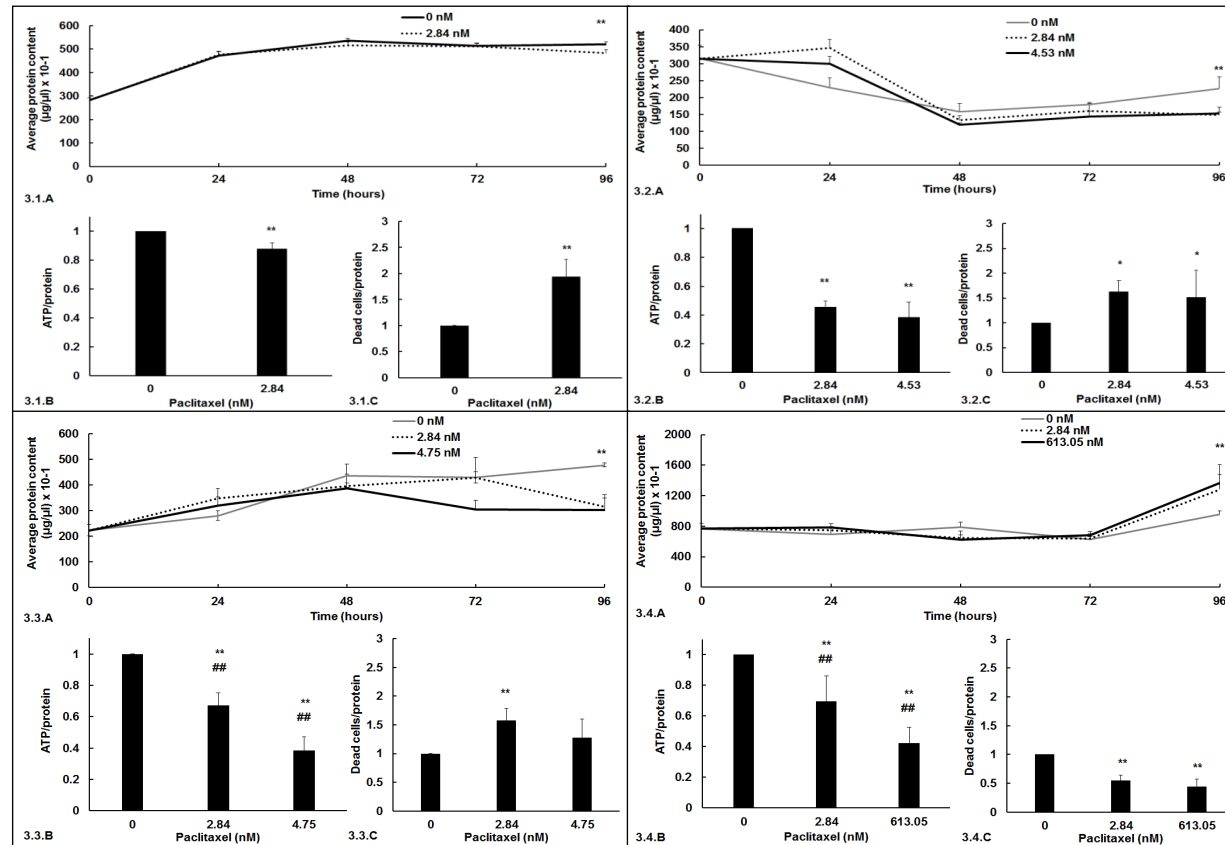 0 nM
2.84 nM
Average protein content
(µg/µl) x 10-1
600
500
400
300
200
100
0
**
0
24
48
72
96
Time (hours)
3.1.A
ATP/protein
1
0.8
0.6
0.4
0.2
0
**
0
2.84
Paclitaxel (nM)
3.1.B
Dead cells/protein
3
2.5
2
1.5
1
0.5
0
**
0
2.84
Paclitaxel (nM)
3.1.C
0 nM
2.84 nM
4.53 nM
Average protein content
(µg/µl) x 10-1
400
350
300
250
200
150
100
50
0
**
0
24
48
72
96
Time (hours)
3.2.A
ATP/protein
1
0.8
0.6
0.4
0.2
0
**
**
0
2.84
4.53
Paclitaxel (nM)
3.2.B
Dead cells/protein
3
2.5
2
1.5
1
0.5
0
*
*
0
2.84
4.53
Paclitaxel (nM)
3.2.C
0 nM
2.84 nM
4.75 nM
Average protein content
(µg/µl) x 10-1
600
500
400
300
200
100
0
**
0
24
48
72
96
Time (hours)
3.3.A
ATP/protein
1
0.8
0.6
0.4
0.2
0
**
##
**
##
0
2.84
4.75
Paclitaxel (nM)
3.3.B
Dead cells/protein
3
2.5
2
1.5
1
0.5
0
**
0
2.84
4.75
Paclitaxel (nM)
3.3.C
0 nM
2.84 nM
613.05 nM
Average protein content
(µg/µl) x 10-1
2000
1600
1200
800
400
0
**
0
24
48
72
96
Time (hours)
3.4.A
ATP/protein
1
0.8
0.6
0.4
0.2
0
**
##
**
##
0
2.84
613.05
Paclitaxel (nM)
3.4.B
Dead cells/protein
3
2.5
2
1.5
1
0.5
0
**
**
0
2.84
613.05
Paclitaxel (nM)
3.4.C